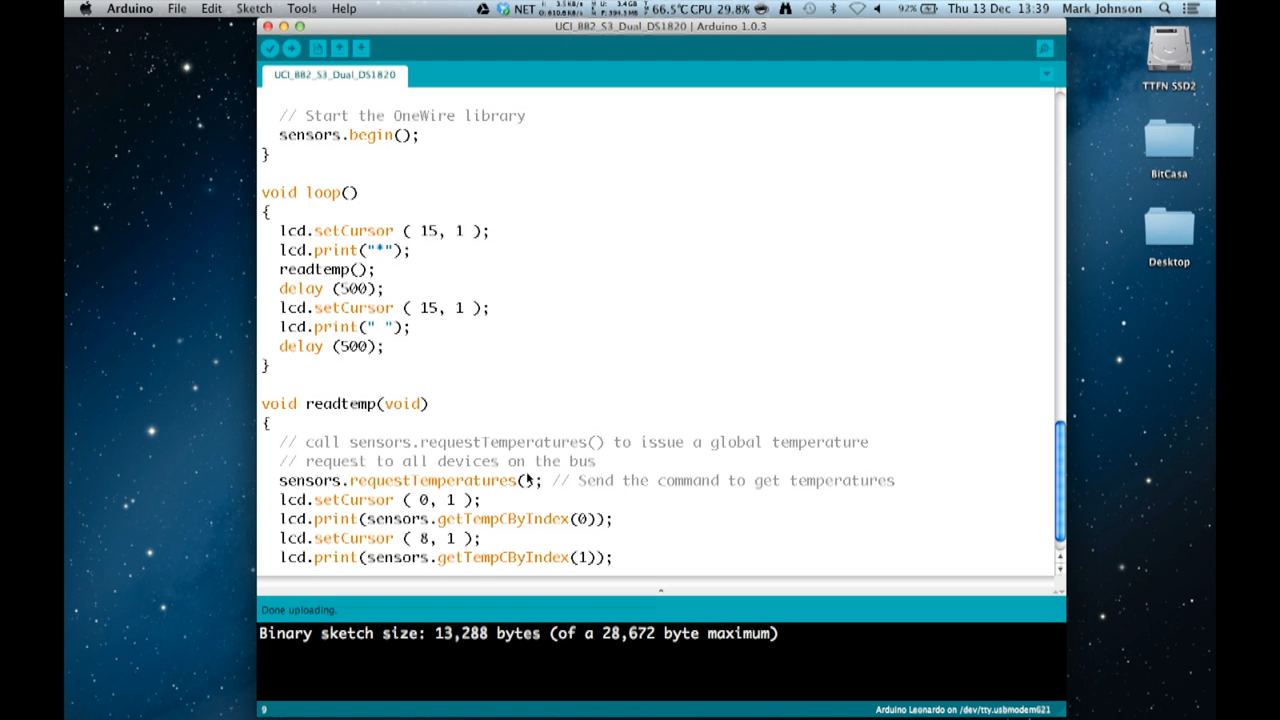 Arduino File Edit Sketch Tools Help NET 66.5°C CPU 29.8% 92% Thu 13 Dec 13:39 Mark Johnson
UCI_BB2_S3_Dual_DS1820 | Arduino 1.0.3
UCI_BB2_S3_Dual_DS1820
// Start the OneWire library
sensors.begin();
}
void loop()
{
lcd.setCursor ( 15, 1 );
lcd.print("*");
readtemp();
delay (500);
lcd.setCursor ( 15, 1 );
lcd.print(" ");
delay (500);
}
void readtemp(void)
{
// call sensors.requestTemperatures() to issue a global temperature
// request to all devices on the bus
sensors.requestTemperatures(); // Send the command to get temperatures
lcd.setCursor ( 0, 1 );
lcd.print(sensors.getTempCByIndex(0));
lcd.setCursor ( 8, 1 );
lcd.print(sensors.getTempCByIndex(1));
Done uploading.
Binary sketch size: 13,288 bytes (of a 28,672 byte maximum)
9 Arduino Leonardo on /dev/tty.usbmodem621
TTFN SSD2
BitCasa
Desktop